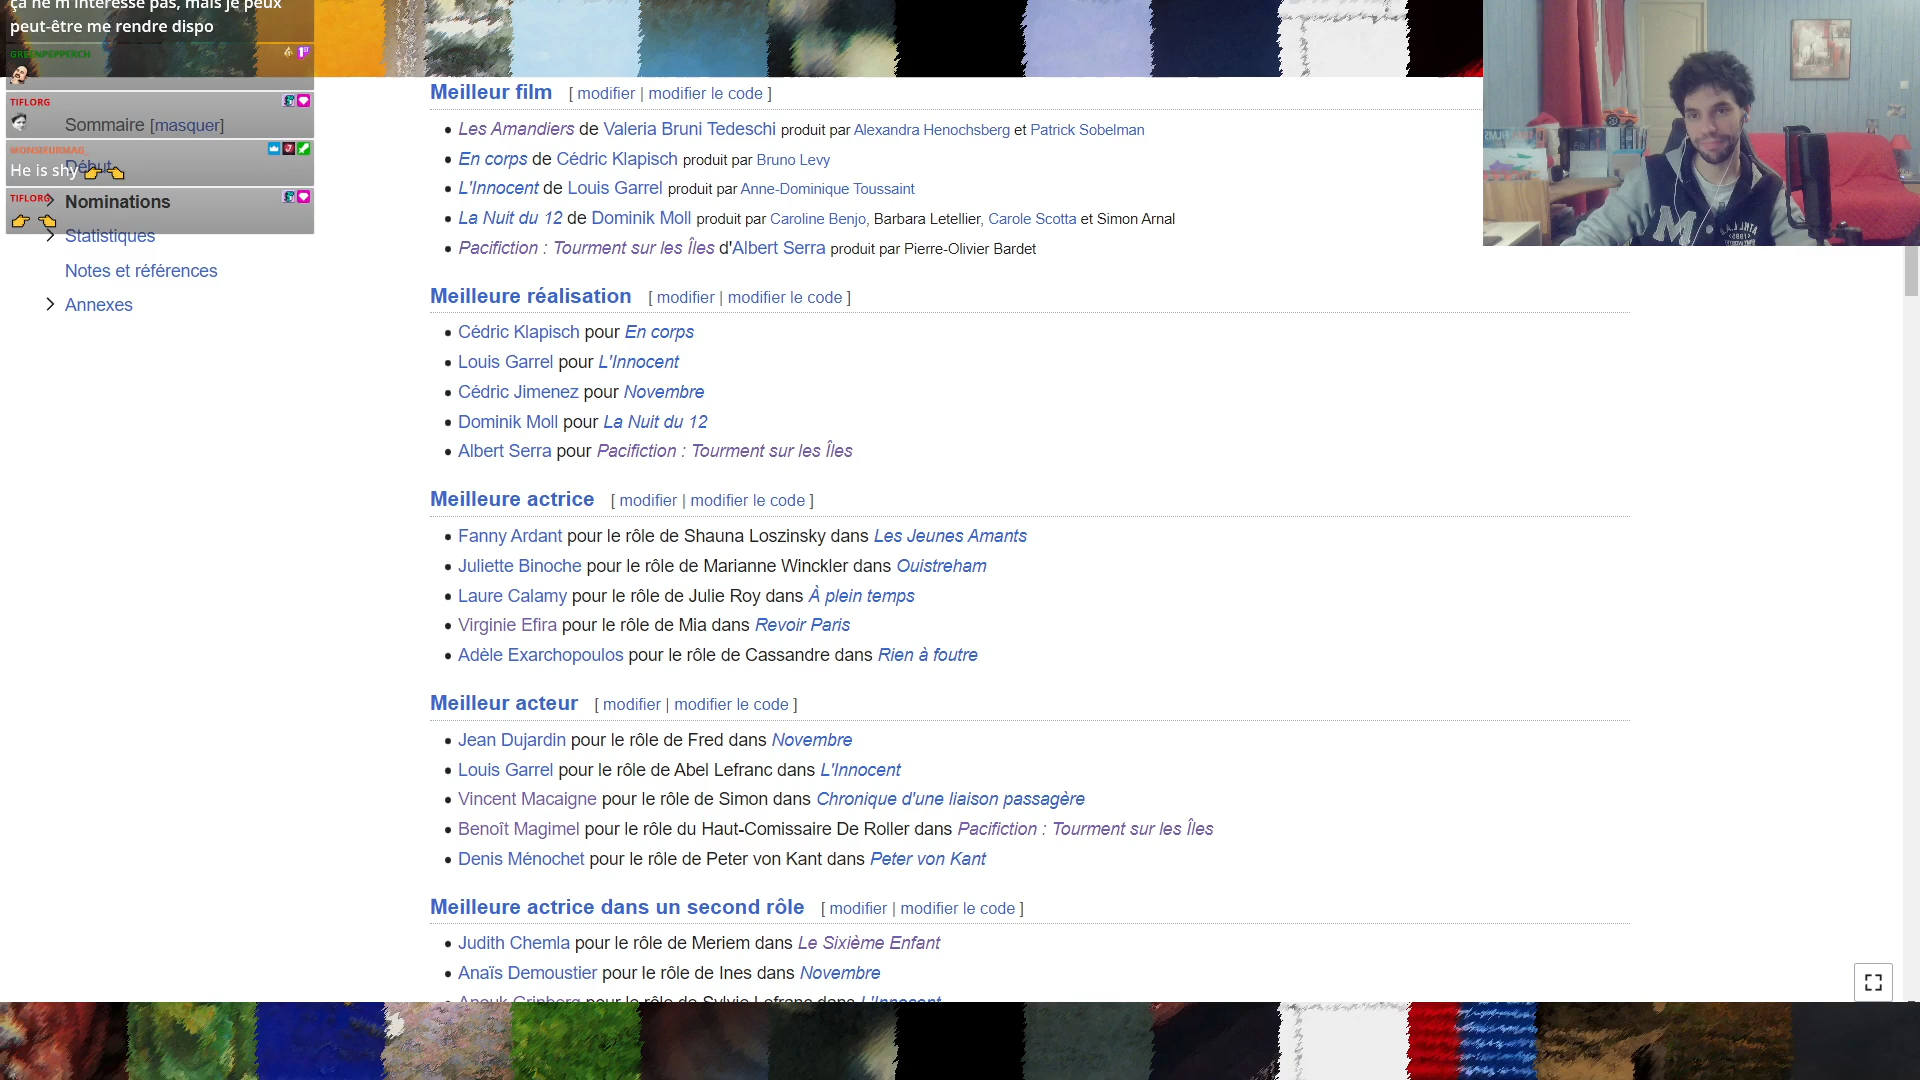 ça ne m'intéresse pas, mais je peux
peut-être me rendre dispo
GREENPEPPERCH
TIFLORG
Sommaire [masquer]
MONSIEURMAG_
Début
He is shy
TIFLORG
Nominations
Statistiques
Notes et références
Annexes
Meilleur film [ modifier | modifier le code ]
Les Amandiers de Valeria Bruni Tedeschi produit par Alexandra Henochsberg et Patrick Sobelman
En corps de Cédric Klapisch produit par Bruno Levy
L'Innocent de Louis Garrel produit par Anne-Dominique Toussaint
La Nuit du 12 de Dominik Moll produit par Caroline Benjo, Barbara Letellier, Carole Scotta et Simon Arnal
Pacifiction : Tourment sur les Îles d'Albert Serra produit par Pierre-Olivier Bardet
Meilleure réalisation [ modifier | modifier le code ]
Cédric Klapisch pour En corps
Louis Garrel pour L'Innocent
Cédric Jimenez pour Novembre
Dominik Moll pour La Nuit du 12
Albert Serra pour Pacifiction : Tourment sur les Îles
Meilleure actrice [ modifier | modifier le code ]
Fanny Ardant pour le rôle de Shauna Loszinsky dans Les Jeunes Amants
Juliette Binoche pour le rôle de Marianne Winckler dans Ouistreham
Laure Calamy pour le rôle de Julie Roy dans À plein temps
Virginie Efira pour le rôle de Mia dans Revoir Paris
Adèle Exarchopoulos pour le rôle de Cassandre dans Rien à foutre
Meilleur acteur [ modifier | modifier le code ]
Jean Dujardin pour le rôle de Fred dans Novembre
Louis Garrel pour le rôle de Abel Lefranc dans L'Innocent
Vincent Macaigne pour le rôle de Simon dans Chronique d'une liaison passagère
Benoît Magimel pour le rôle du Haut-Comissaire De Roller dans Pacifiction : Tourment sur les Îles
Denis Ménochet pour le rôle de Peter von Kant dans Peter von Kant
Meilleure actrice dans un second rôle [ modifier | modifier le code ]
Judith Chemla pour le rôle de Meriem dans Le Sixième Enfant
Anaïs Demoustier pour le rôle de Ines dans Novembre
Anouk Grinberg pour le rôle de Sylvie Lefranc dans L'Innocent
M